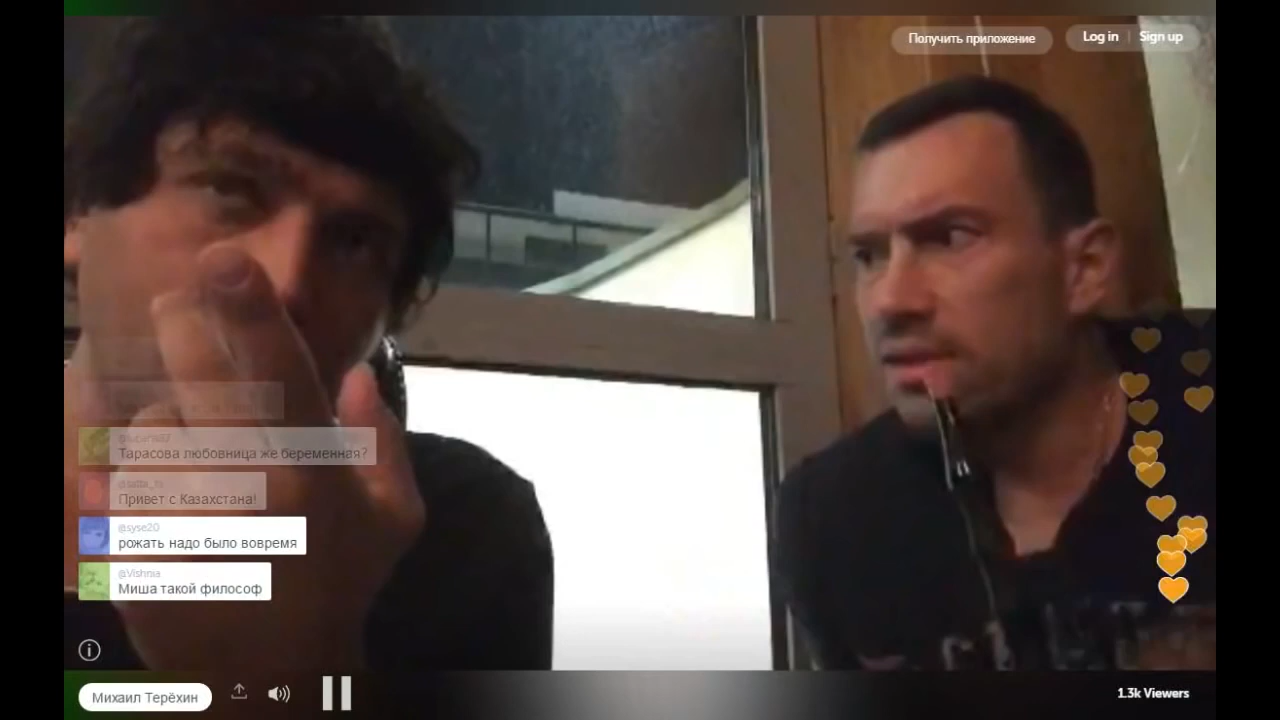 Получить приложение
Log in
Sign up
Тарасова любовница же беременная?
Привет с Казахстана!
@syse20
рожать надо было вовремя
@Vishnia
Миша такой философ
Михаил Терёхин
1.3k Viewers